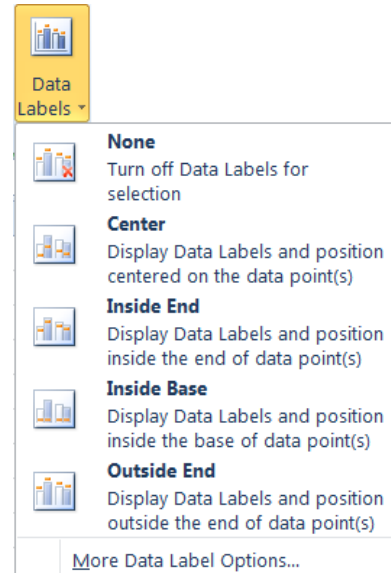 Data
Labels
None
Turn off Data Labels for
selection
Center
Display Data Labels and position
centered on the data point(s)
Inside End
Display Data Labels and position
inside the end of data point(s)
Inside Base
Display Data Labels and position
inside the base of data point(s)
Outside End
Display Data Labels and position
outside the end of data point(s)
More Data Label Options...